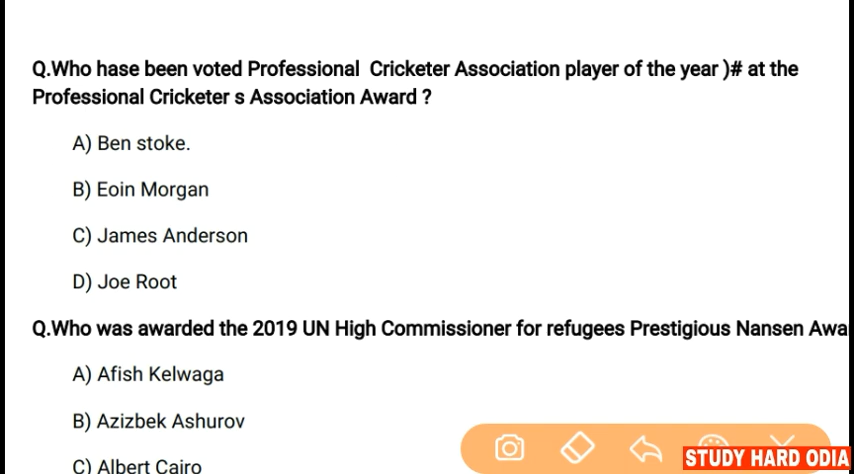 Q.Who hase been voted Professional Cricketer Association player of the year )# at the
Professional Cricketer s Association Award ?
A) Ben stoke.
B) Eoin Morgan
C) James Anderson
D) Joe Root
Q.Who was awarded the 2019 UN High Commissioner for refugees Prestigious Nansen Awa
A) Afish Kelwaga
B) Azizbek Ashurov
C) Albert Cairo
STUDY HARD ODIA